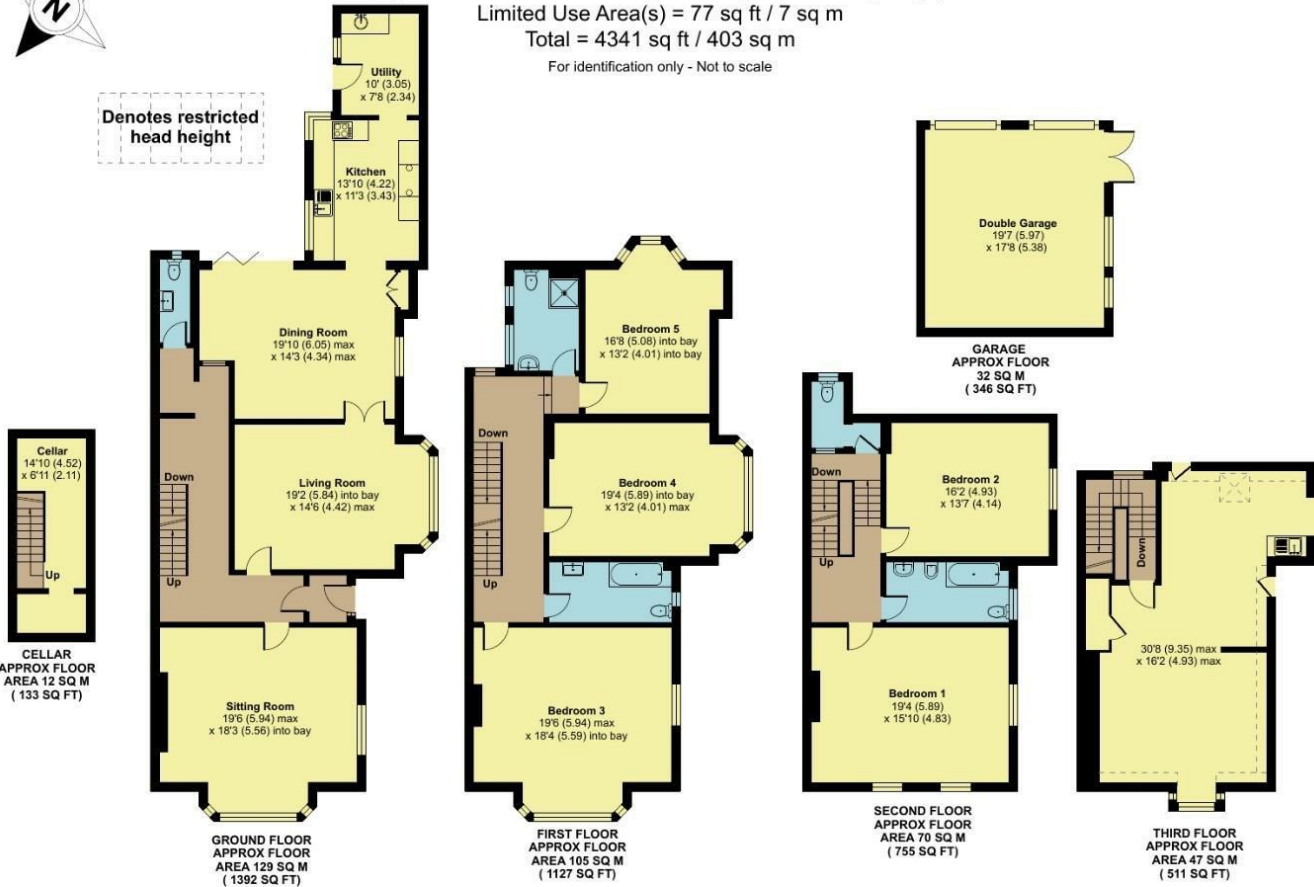 N
Limited Use Area(s) = 77 sq ft / 7 sq m
Total = 4341 sq ft / 403 sq m
For identification only - Not to scale
Denotes restricted
head height
Utility
10' (3.05)
x 7'8 (2.34)
Kitchen
13'10 (4.22)
x 11'3 (3.43)
Dining Room
19'10 (6.05) max
x 14'3 (4.34) max
Living Room
19'2 (5.84) into bay
x 14'6 (4.42) max
Down
Up
Sitting Room
19'6 (5.94) max
x 18'3 (5.56) into bay
GROUND FLOOR
APPROX FLOOR
AREA 129 SQ M
( 1392 SQ FT)
Cellar
14'10 (4.52)
x 6'11 (2.11)
Up
CELLAR
APPROX FLOOR
AREA 12 SQ M
( 133 SQ FT)
Bedroom 5
16'8 (5.08) into bay
x 13'2 (4.01) into bay
Down
Up
Bedroom 4
19'4 (5.89) into bay
x 13'2 (4.01) max
Bedroom 3
19'6 (5.94) max
x 18'4 (5.59) into bay
FIRST FLOOR
APPROX FLOOR
AREA 105 SQ M
( 1127 SQ FT)
Double Garage
19'7 (5.97)
x 17'8 (5.38)
GARAGE
APPROX FLOOR
32 SQ M
( 346 SQ FT)
Down
Up
Bedroom 2
16'2 (4.93)
x 13'7 (4.14)
Bedroom 1
19'4 (5.89)
x 15'10 (4.83)
SECOND FLOOR
APPROX FLOOR
AREA 70 SQ M
( 755 SQ FT)
Down
30'8 (9.35) max
x 16'2 (4.93) max
THIRD FLOOR
APPROX FLOOR
AREA 47 SQ M
( 511 SQ FT)